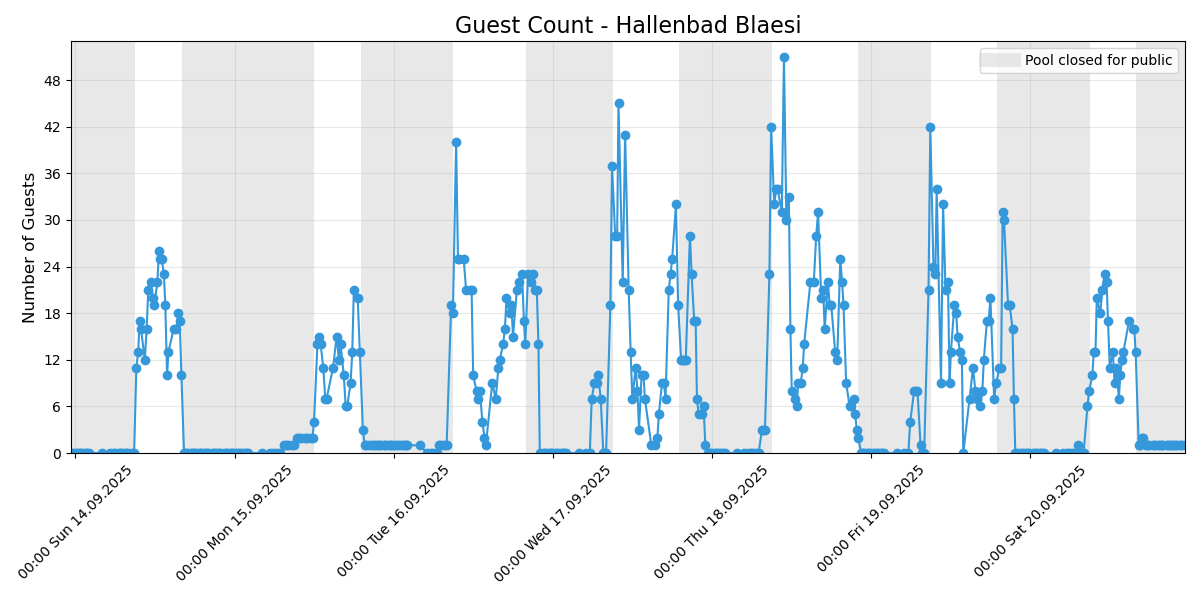 Guest Count - Hallenbad Blaesi
Pool closed for public
Number of Guests
48
42
36
30
24
18
12
6
0
00:00 Sun 14.09.2025
00:00 Mon 15.09.2025
00:00 Tue 16.09.2025
00:00 Wed 17.09.2025
00:00 Thu 18.09.2025
00:00 Fri 19.09.2025
00:00 Sat 20.09.2025